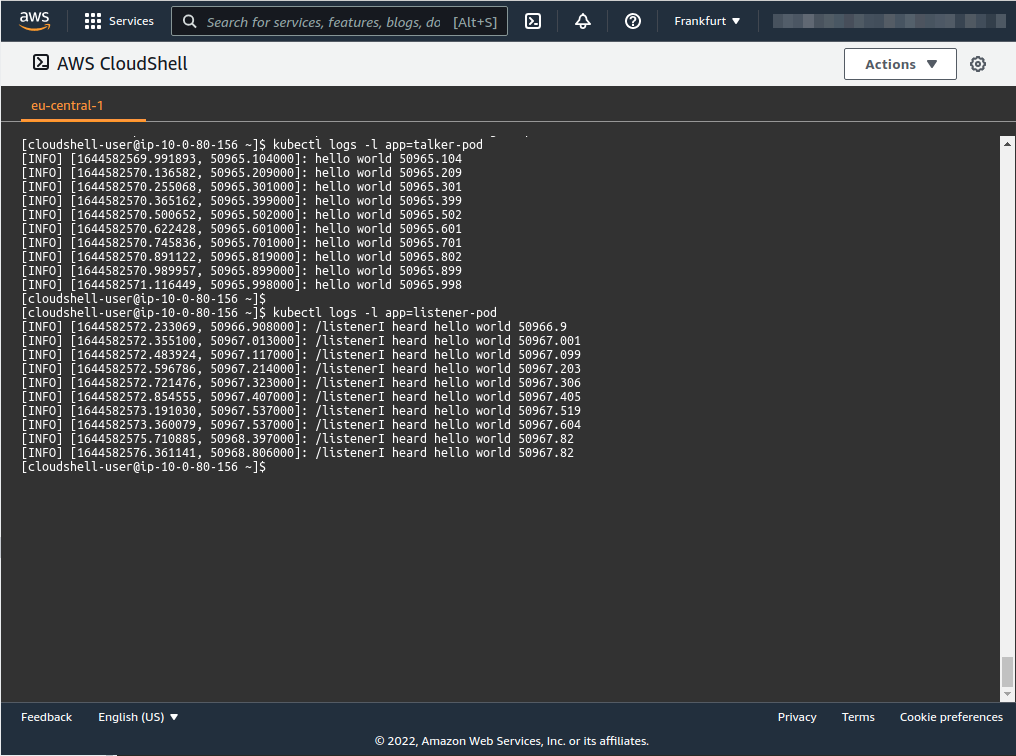 aws Services Search for services, features, blogs, do [Alt+S] Frankfurt
AWS CloudShell Actions
eu-central-1
[cloudshell-user@ip-10-0-80-156 ~]$ kubectl logs -l app=talker-pod
[INFO] [1644582569.991893, 50965.104000]: hello world 50965.104
[INFO] [1644582570.136582, 50965.209000]: hello world 50965.209
[INFO] [1644582570.255068, 50965.301000]: hello world 50965.301
[INFO] [1644582570.365162, 50965.399000]: hello world 50965.399
[INFO] [1644582570.500652, 50965.502000]: hello world 50965.502
[INFO] [1644582570.622428, 50965.601000]: hello world 50965.601
[INFO] [1644582570.745836, 50965.701000]: hello world 50965.701
[INFO] [1644582570.891122, 50965.819000]: hello world 50965.802
[INFO] [1644582570.989957, 50965.899000]: hello world 50965.899
[INFO] [1644582571.116449, 50965.998000]: hello world 50965.998
[cloudshell-user@ip-10-0-80-156 ~]$
[cloudshell-user@ip-10-0-80-156 ~]$ kubectl logs -l app=listener-pod
[INFO] [1644582572.233069, 50966.908000]: /listenerI heard hello world 50966.9
[INFO] [1644582572.355100, 50967.013000]: /listenerI heard hello world 50967.001
[INFO] [1644582572.483924, 50967.117000]: /listenerI heard hello world 50967.099
[INFO] [1644582572.596786, 50967.214000]: /listenerI heard hello world 50967.203
[INFO] [1644582572.721476, 50967.323000]: /listenerI heard hello world 50967.306
[INFO] [1644582572.854555, 50967.407000]: /listenerI heard hello world 50967.405
[INFO] [1644582573.191030, 50967.537000]: /listenerI heard hello world 50967.519
[INFO] [1644582573.360079, 50967.537000]: /listenerI heard hello world 50967.604
[INFO] [1644582575.710885, 50968.397000]: /listenerI heard hello world 50967.82
[INFO] [1644582576.361141, 50968.806000]: /listenerI heard hello world 50967.82
[cloudshell-user@ip-10-0-80-156 ~]$
Feedback English (US) Privacy Terms Cookie preferences
© 2022, Amazon Web Services, Inc. or its affiliates.